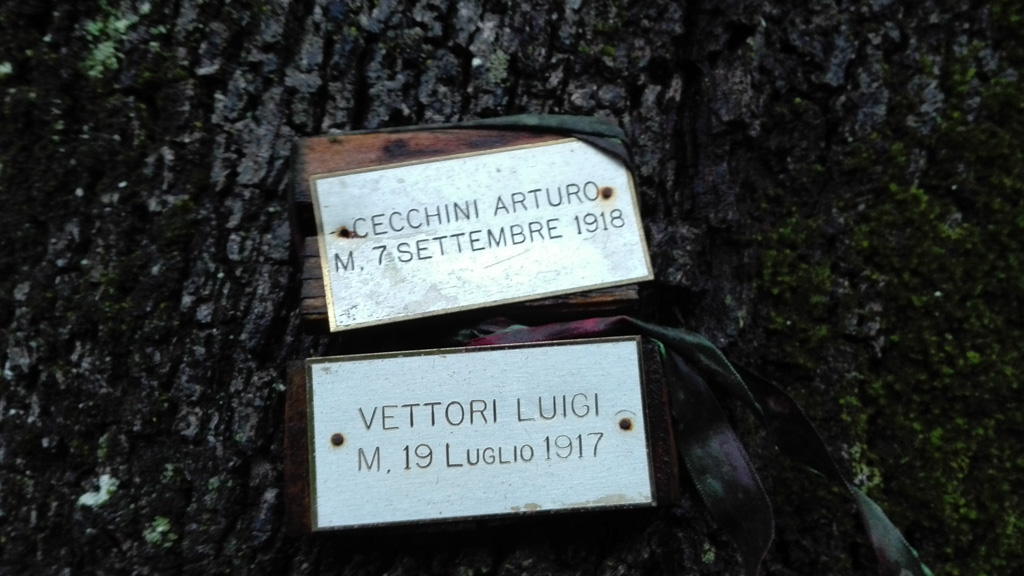 CECCHINI ARTURO
M. 7 SETTEMBRE 1918
VETTORI LUIGI
M. 19 LUGLIO 1917